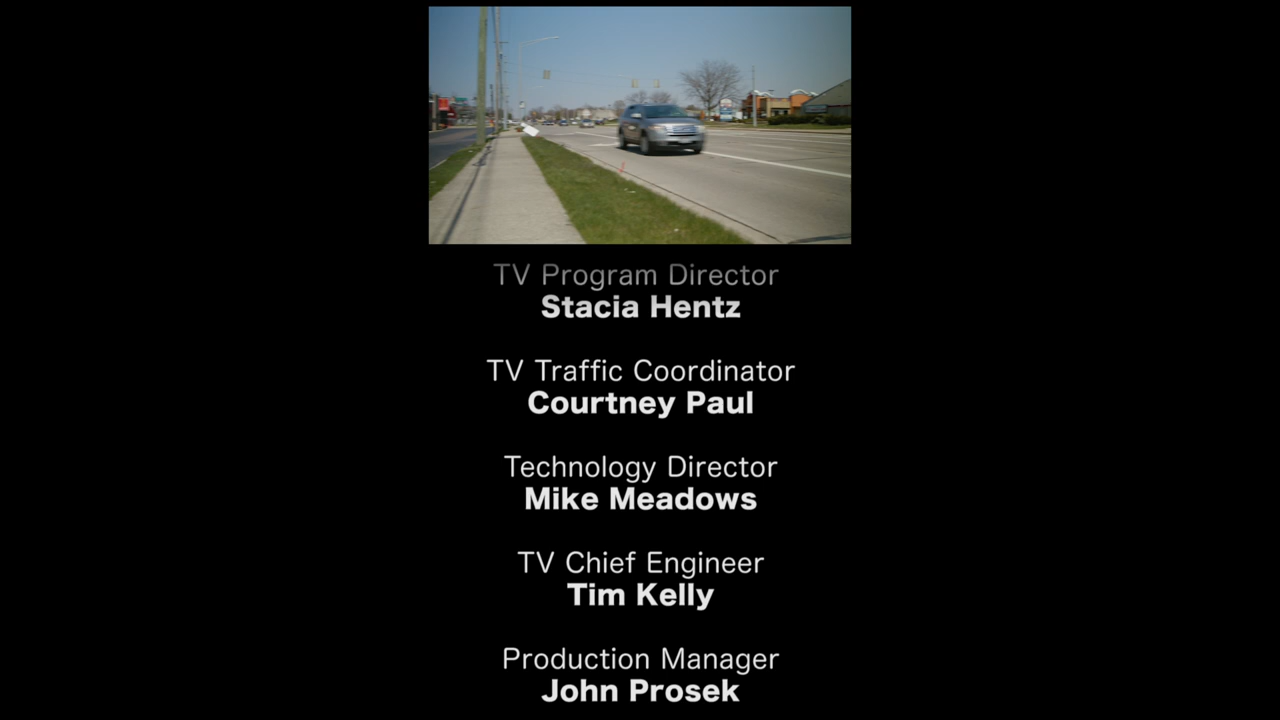 TV Program Director
Stacia Hentz
TV Traffic Coordinator
Courtney Paul
Technology Director
Mike Meadows
TV Chief Engineer
Tim Kelly
Production Manager
John Prosek